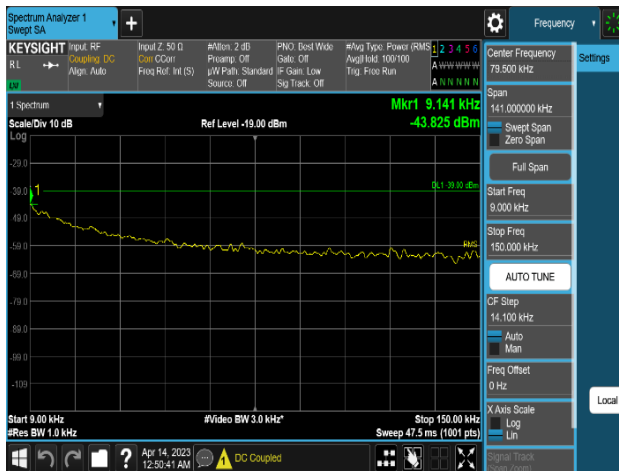 Spectrum Analyzer 1
Swept SA
Frequency
KEYSIGHT
Input: RF
Input Z: 50 Ω
#Atten: 2 dB
PNO: Best Wide
#Avg Type: Power (RMS
1 2 3 4 5 6
RL
Coupling: DC
Corr CCorr
Preamp: Off
Gate: Off
Avg|Hold: 100/100
A W W W W W
Align: Auto
Freq Ref: Int (S)
µW Path: Standard
IF Gain: Low
Trig: Free Run
Source: Off
Sig Track: Off
A N N N N N
LXI
1 Spectrum
Mkr1 9.141 kHz
Scale/Div 10 dB
Ref Level -19.00 dBm
-43.825 dBm
Log
-29.0
-39.0
1
DL1 -39.00 dBm
-49.0
-59.0
RMS
-69.0
-79.0
-89.0
-99.0
-109
Start 9.00 kHz
#Video BW 3.0 kHz*
Stop 150.00 kHz
#Res BW 1.0 kHz
Sweep 47.5 ms (1001 pts)
Center Frequency
79.500 kHz
Settings
Span
141.000000 kHz
Swept Span
Zero Span
Full Span
Start Freq
9.000 kHz
Stop Freq
150.000 kHz
AUTO TUNE
CF Step
14.100 kHz
Auto
Man
Freq Offset
0 Hz
X Axis Scale
Log
Lin
Local
Signal Track
(Span Zoom)
?
Apr 14, 2023
12:50:41 AM
DC Coupled